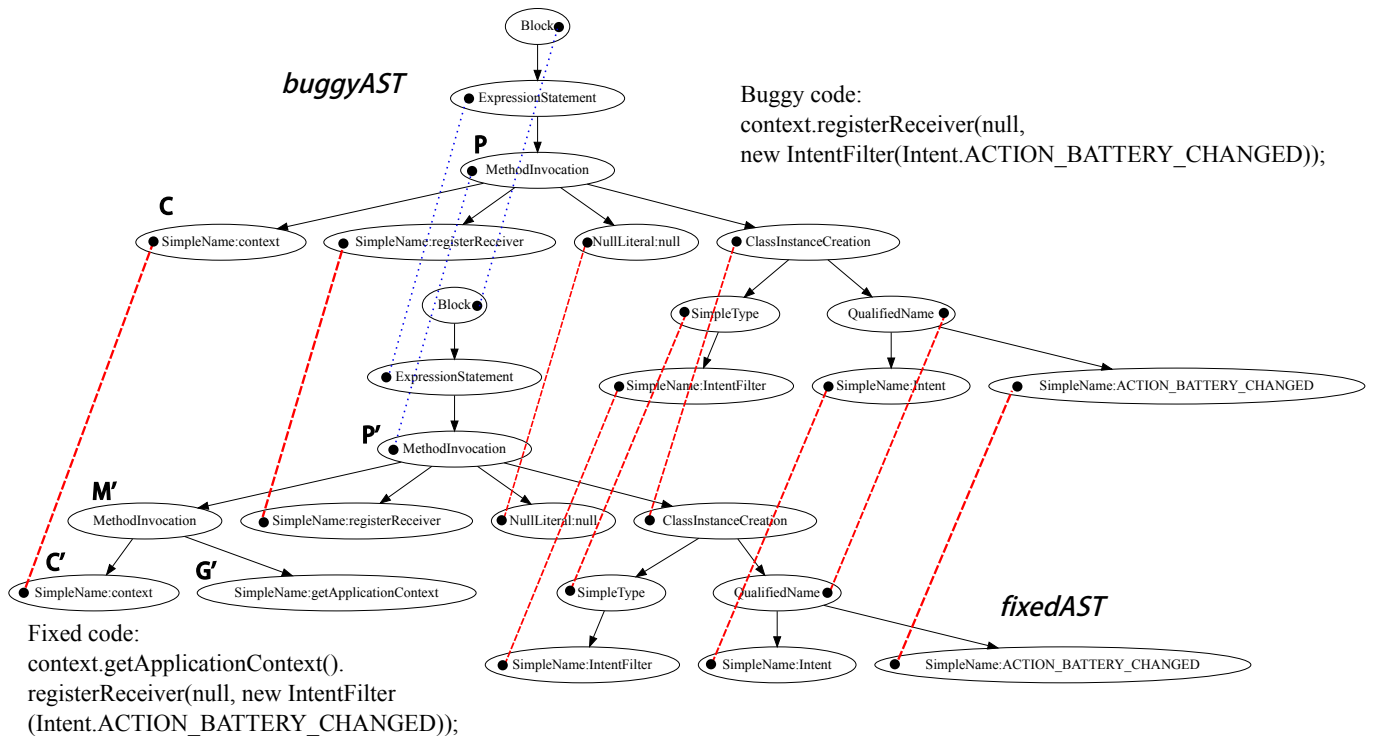 Block
buggyAST
ExpressionStatement
Buggy code:
context.registerReceiver(null,
new IntentFilter(Intent.ACTION_BATTERY_CHANGED));
P
MethodInvocation
C
SimpleName:context
SimpleName:registerReceiver
NullLiteral:null
ClassInstanceCreation
Block
SimpleType
QualifiedName
ExpressionStatement
SimpleName:IntentFilter
SimpleName:Intent
SimpleName:ACTION_BATTERY_CHANGED
P'
MethodInvocation
M'
MethodInvocation
SimpleName:registerReceiver
NullLiteral:null
ClassInstanceCreation
C'
SimpleName:context
G'
SimpleName:getApplicationContext
SimpleType
QualifiedName
fixedAST
SimpleName:IntentFilter
SimpleName:Intent
SimpleName:ACTION_BATTERY_CHANGED
Fixed code:
context.getApplicationContext().
registerReceiver(null, new IntentFilter
(Intent.ACTION_BATTERY_CHANGED));